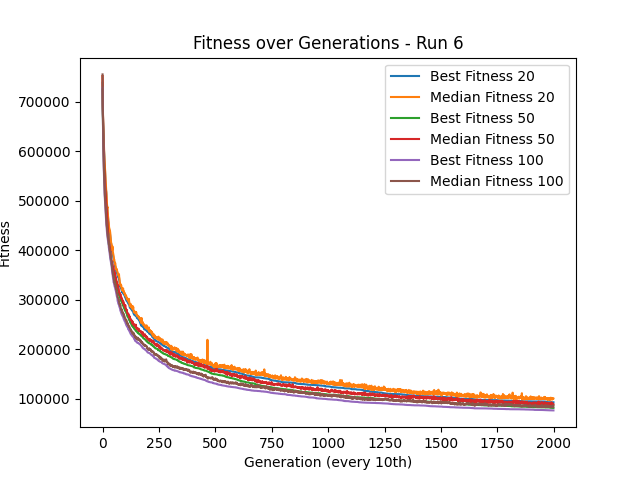 Fitness over Generations - Run 6
Best Fitness 20
Median Fitness 20
Best Fitness 50
Median Fitness 50
Best Fitness 100
Median Fitness 100
Fitness
700000
600000
500000
400000
300000
200000
100000
0
250
500
750
1000
1250
1500
1750
2000
Generation (every 10th)